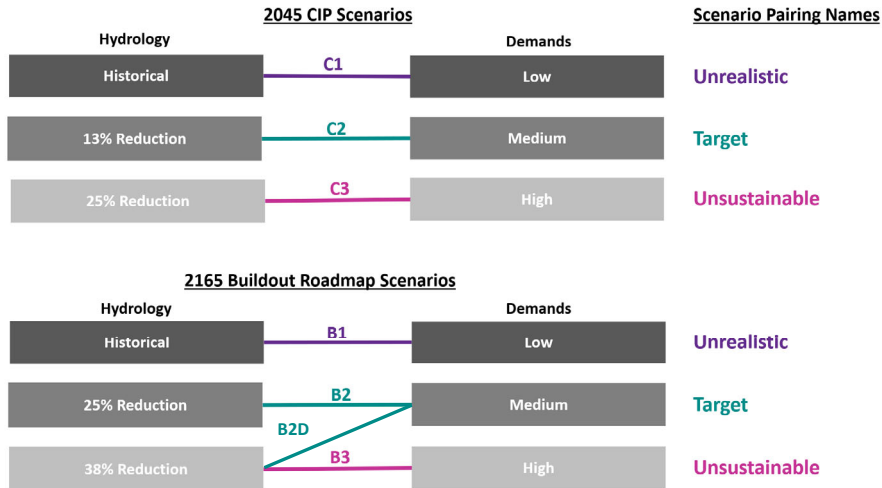 2045 CIP Scenarios
Scenario Pairing Names
Hydrology
Demands
Historical
C1
Low
Unrealistic
13% Reduction
C2
Medium
Target
25% Reduction
C3
High
Unsustainable
2165 Buildout Roadmap Scenarios
Hydrology
Demands
Historical
B1
Low
Unrealistic
25% Reduction
B2
Medium
Target
B2D
38% Reduction
B3
High
Unsustainable